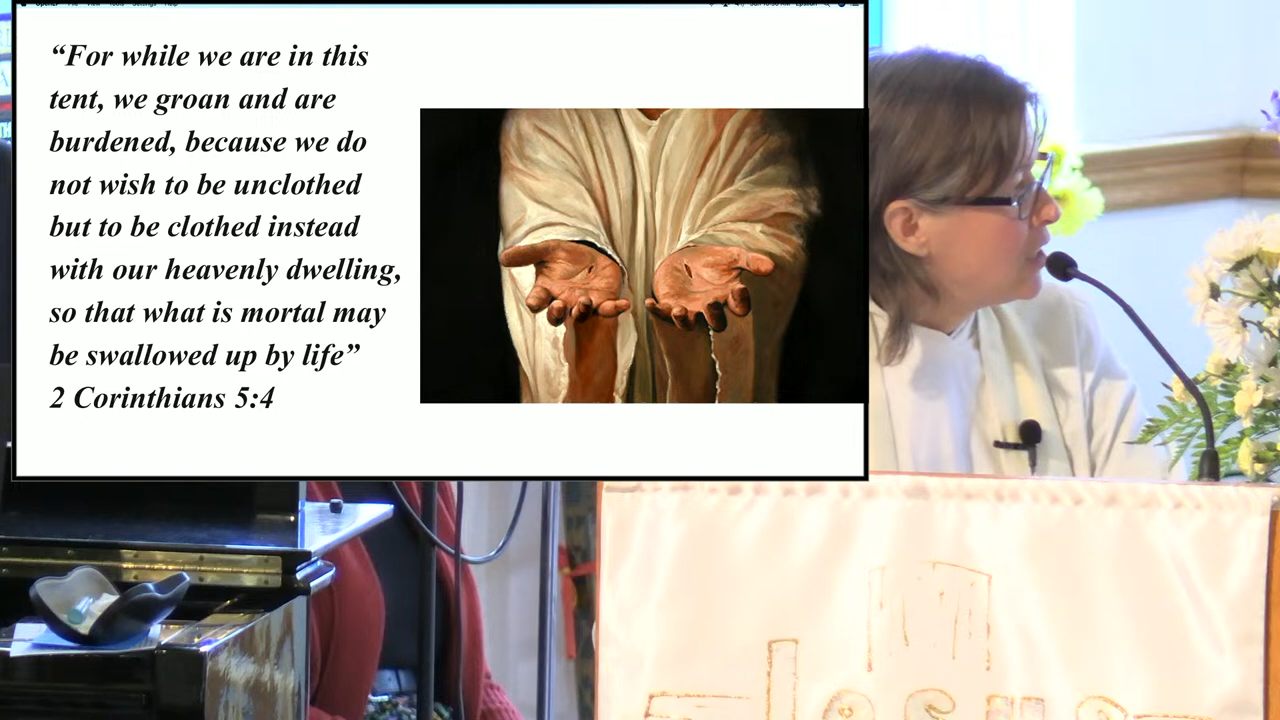 “For while we are in this
tent, we groan and are
burdened, because we do
not wish to be unclothed
but to be clothed instead
with our heavenly dwelling,
so that what is mortal may
be swallowed up by life”
2 Corinthians 5:4